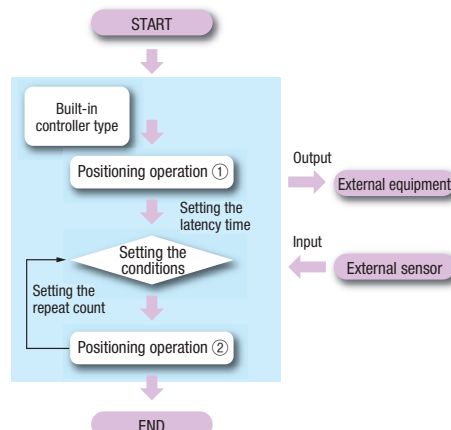 START
Built-in
controller type
Positioning operation ①
Output
External equipment
Setting the
latency time
Input
Setting the
conditions
External sensor
Setting the
repeat count
Positioning operation ②
END